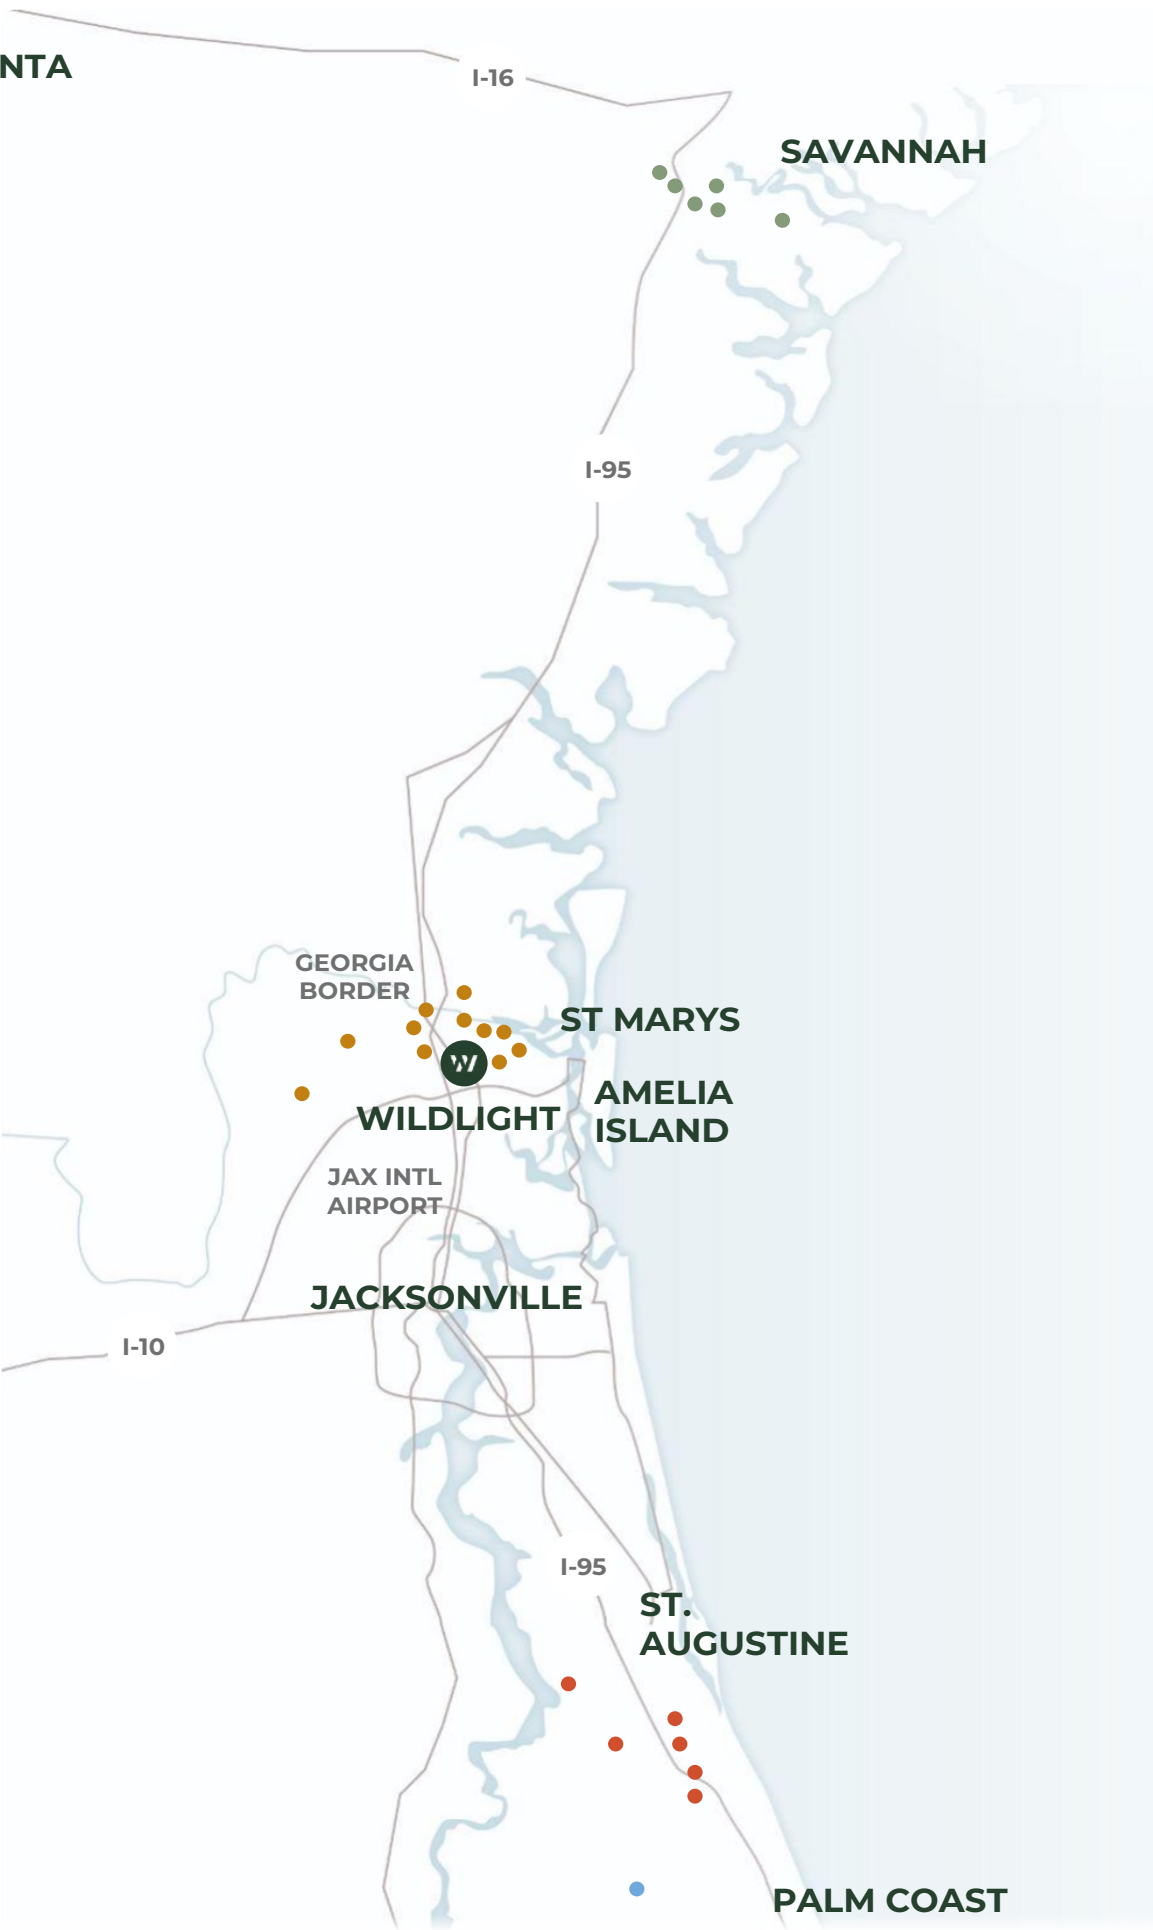 NTA
I-16
SAVANNAH
I-95
GEORGIA
BORDER
ST MARYS
W
AMELIA
ISLAND
WILDLIGHT
JAX INTL
AIRPORT
JACKSONVILLE
I-10
I-95
ST.
AUGUSTINE
PALM COAST